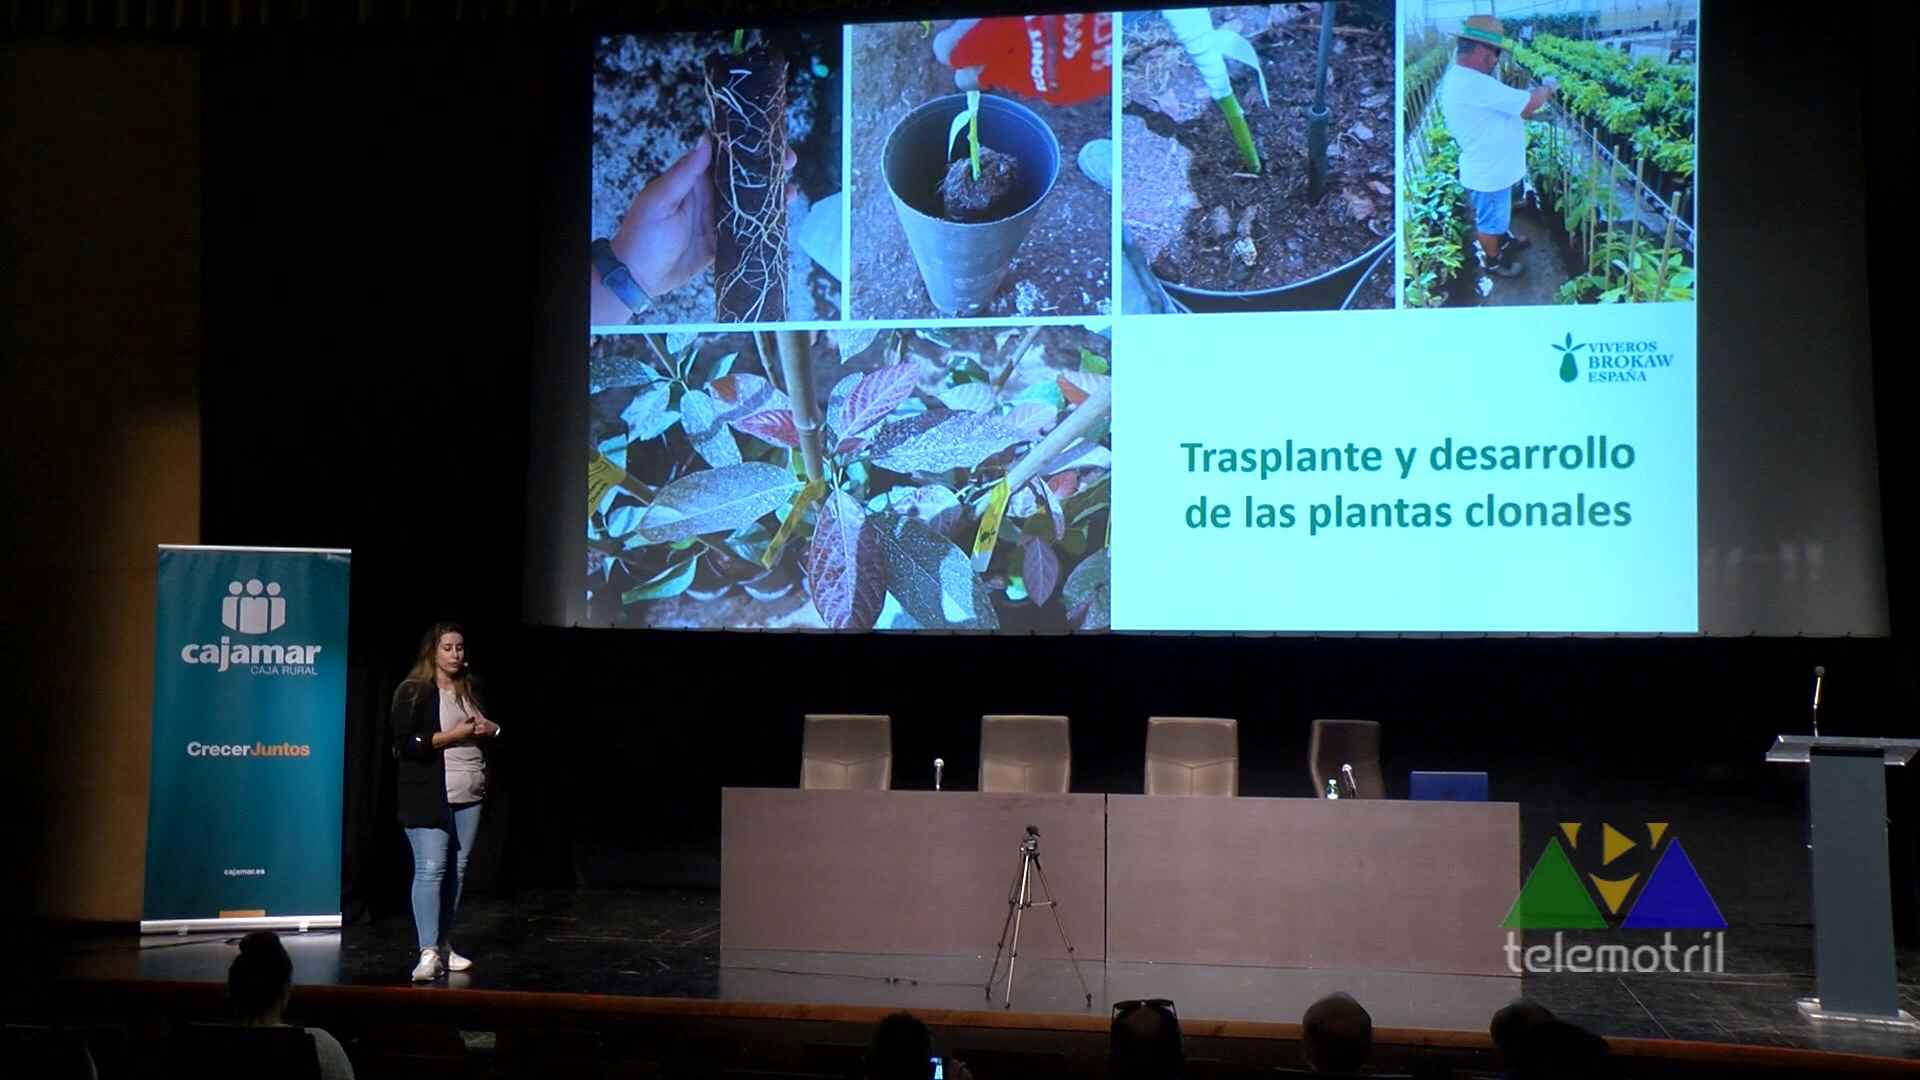 VIVEROS
BROKAW
ESPAÑA
Trasplante y desarrollo
de las plantas clonales
cajamar
CAJA RURAL
CrecerJuntos
cajamar.es
telemotril